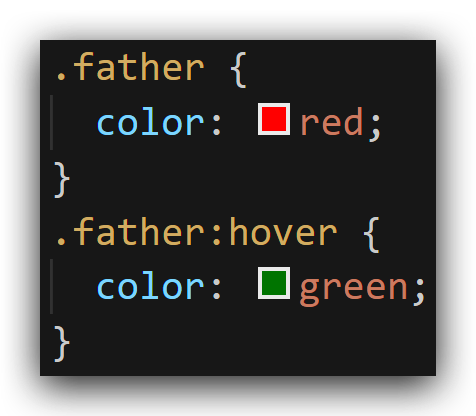 .father {
color: red;
}
.father:hover {
color: green;
}